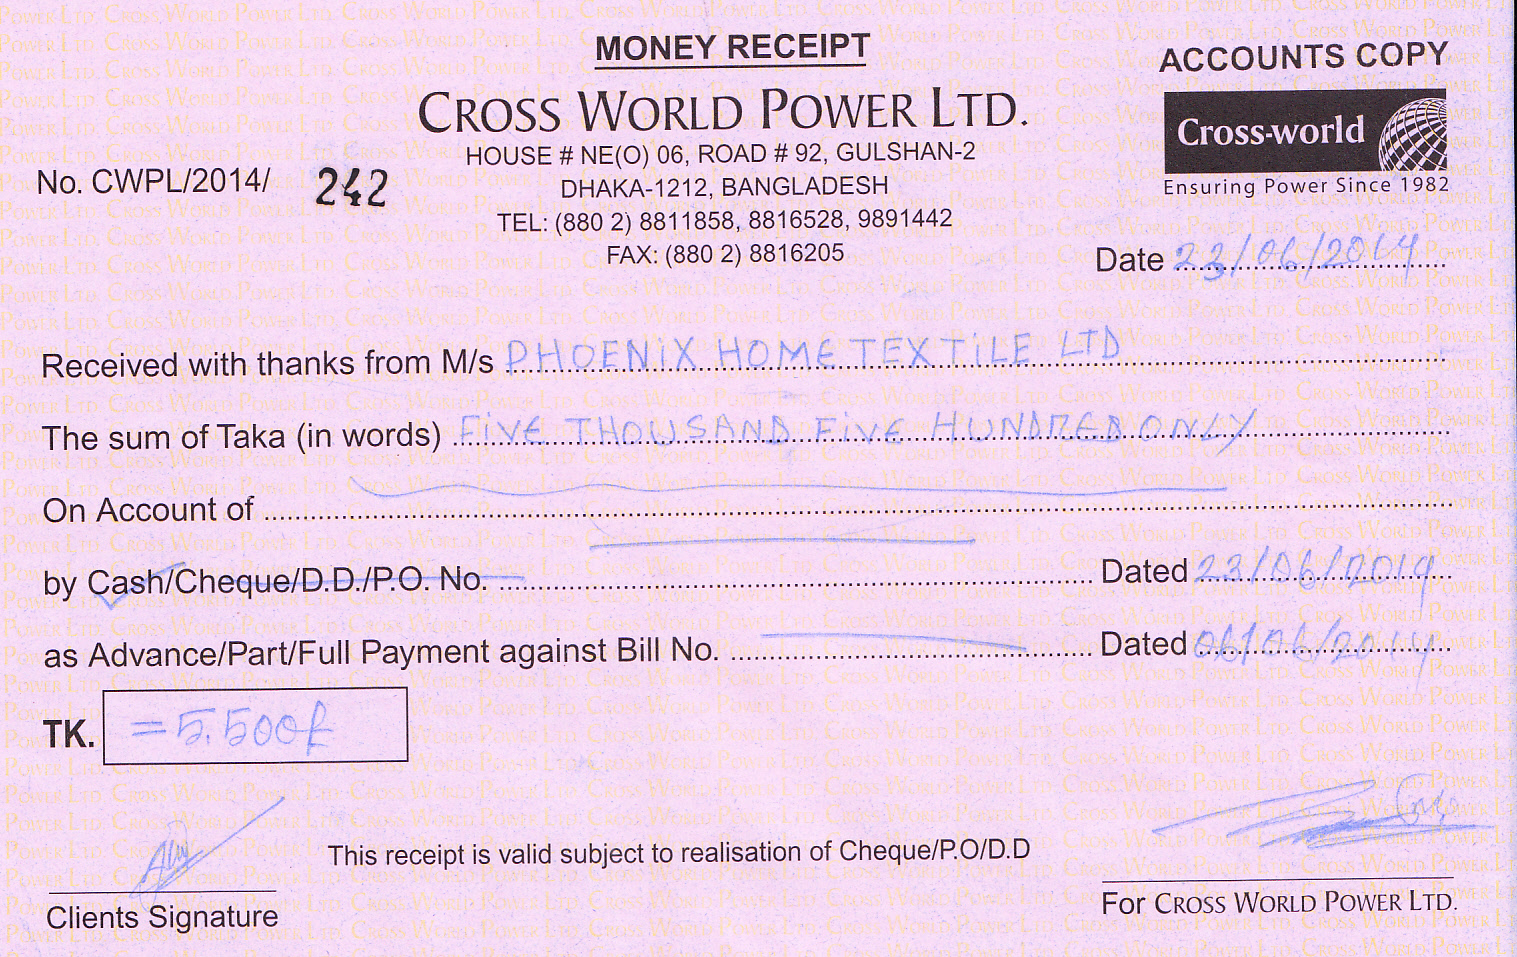 MONEY RECEIPT
ACCOUNTS COPY
CROSS WORLD POWER LTD.
Cross-world
Ensuring Power Since 1982
HOUSE # NE(O) 06, ROAD # 92, GULSHAN-2
No. CWPL/2014/ 242
DHAKA-1212, BANGLADESH
TEL: (880 2) 8811858, 8816528, 9891442
FAX: (880 2) 8816205
Date 23/06/2014
Received with thanks from M/s PHOENIX HOME TEXTILE LTD
The sum of Taka (in words) FIVE THOUSAND FIVE HUNDRED ONLY
On Account of
by Cash/Cheque/D.D./P.O. No. Dated 23/06/2014
as Advance/Part/Full Payment against Bill No. Dated 06/06/2014
TK. =5.500/
This receipt is valid subject to realisation of Cheque/P.O/D.D
Clients Signature
For CROSS WORLD POWER LTD.